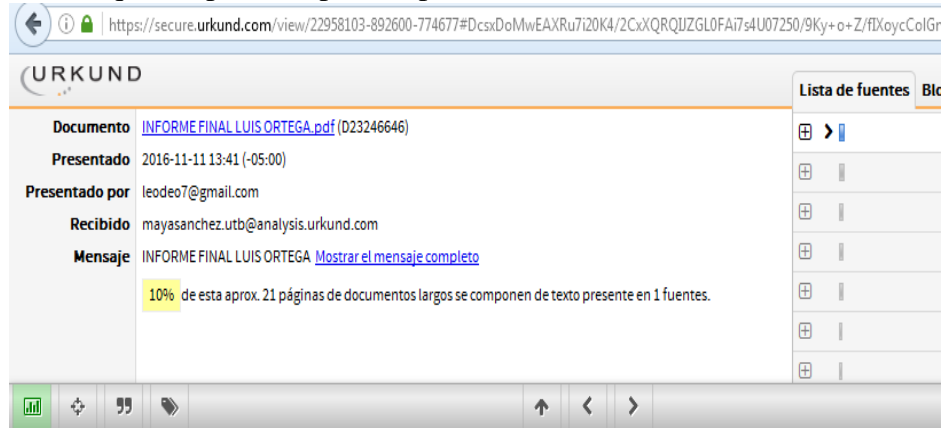 https://secure.urkund.com/view/22958103-892600-774677#DcsxDoMwEAXRu7i20K4/2CxXQRQIJZGL0FAi7s4U07250/9Ky+o+Z/flXoycColGr
URKUND
Lista de fuentes Blo
Documento INFORME FINAL LUIS ORTEGA.pdf (D23246646)
Presentado 2016-11-11 13:41 (-05:00)
Presentado por leodeo7@gmail.com
Recibido mayasanchez.utb@analysis.urkund.com
Mensaje INFORME FINAL LUIS ORTEGA Mostrar el mensaje completo
10% de esta aprox. 21 páginas de documentos largos se componen de texto presente en 1 fuentes.